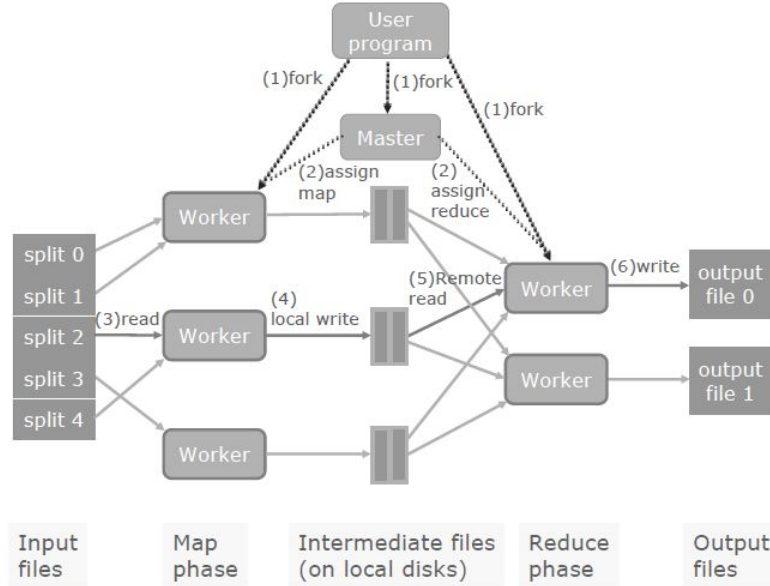 User
program
(1)fork
(1)fork
(1)fork
Master
(2)assign
map
(2)
assign
reduce
Worker
split 0
split 1
split 2
split 3
split 4
(3)read
Worker
(4)
local write
(5)Remote
read
Worker
(6)write
output
file 0
Worker
output
file 1
Worker
Input
files
Map
phase
Intermediate files
(on local disks)
Reduce
phase
Output
files